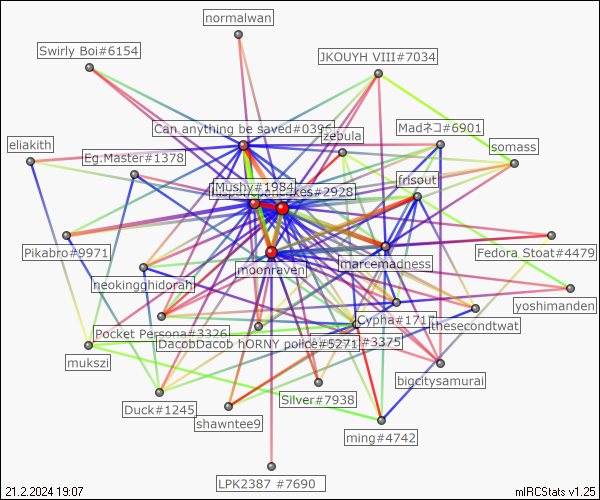 normalwan
Swirly Boi#6154
JKOUYH VIII#7034
Can anything be saved#0396
Madネコ#6901
zebula
eliakith
somass
Eg.Master#1378
frisout
Mushy#1984
#2928
Pikabro#9971
Fedora Stoat#4479
moonraven
marcemadness
neokingghidorah
yoshimanden
Cypha#1717
Pocket Persona#3326
thesecondtwat
DacobDacob hORNY police#5271
#3375
mukszi
bigcitysamurai
Silver#7938
Duck#1245
shawntee9
ming#4742
LPK2387 #7690
21.2.2024 19:07
mIRCStats v1.25